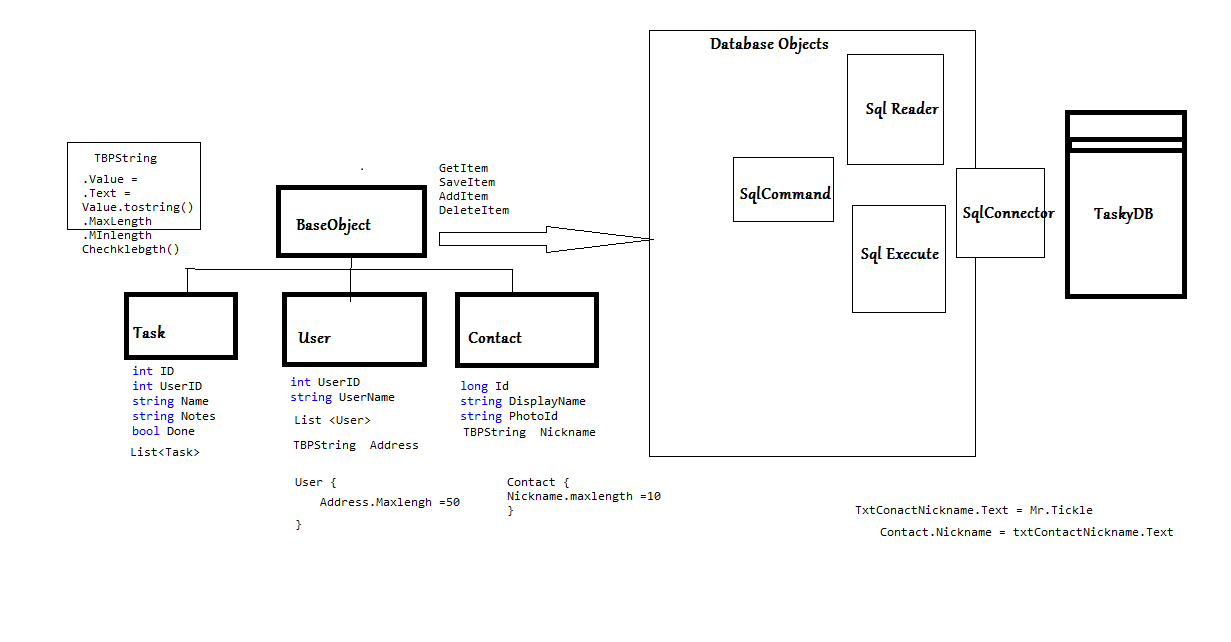 Database Objects
Sql Reader
TBPString
.Value =
.Text =
Value.tostring()
.MaxLength
.MInlength
Chechklebgth()
GetItem
SaveItem
AddItem
DeleteItem
BaseObject
SqlCommand
SqlConnector
TaskyDB
Sql Execute
Task
User
Contact
int ID
int UserID
string Name
string Notes
bool Done
List<Task>
int UserID
string UserName
List <User>
TBPString Address
long Id
string DisplayName
string PhotoId
TBPString Nickname
User {
Address.Maxlengh =50
}
Contact {
Nickname.maxlength =10
}
TxtConactNickname.Text = Mr.Tickle
Contact.Nickname = txtContactNickname.Text